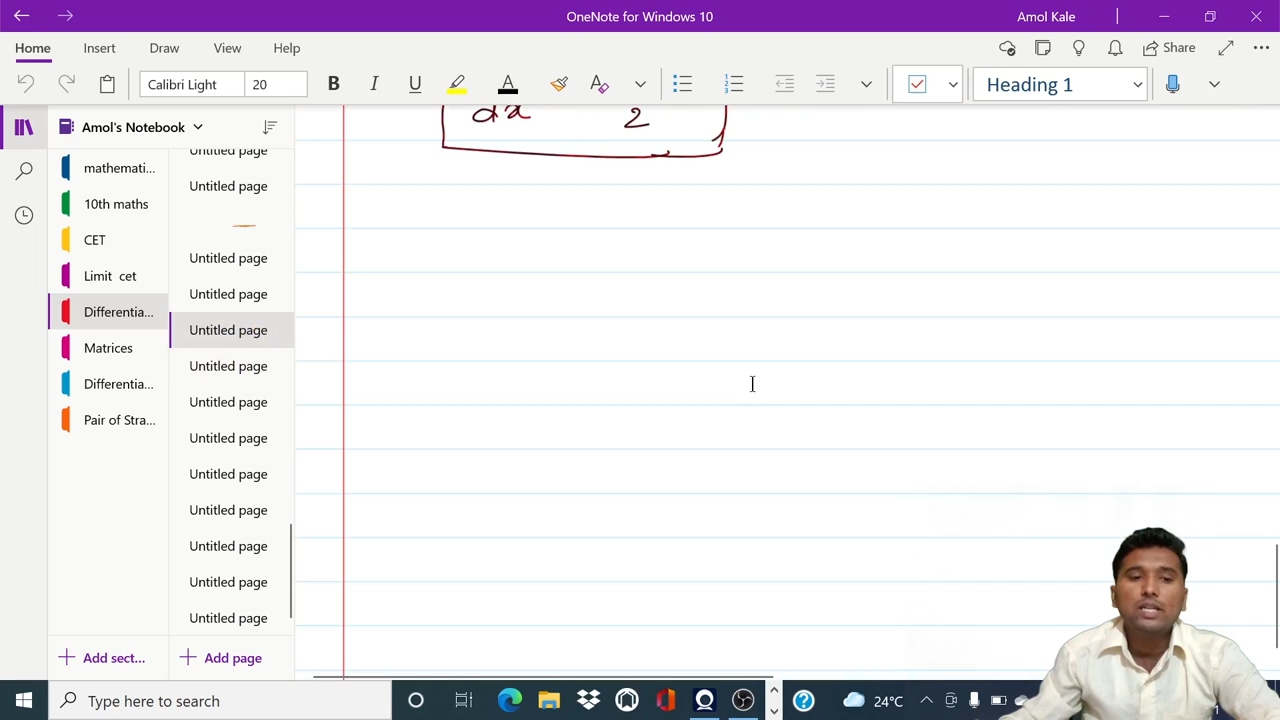 OneNote for Windows 10
Amol Kale
Home Insert Draw View Help
Share
Calibri Light 20 B I U A Heading 1
dx 2
Amol's Notebook
mathemati...
10th maths
CET
Limit cet
Differentia...
Matrices
Differentia...
Pair of Stra...
Add sect...
Untitled page
Untitled page
Untitled page
Untitled page
Untitled page
Untitled page
Untitled page
Untitled page
Untitled page
Untitled page
Untitled page
Untitled page
Untitled page
Add page
Type here to search
24°C
1